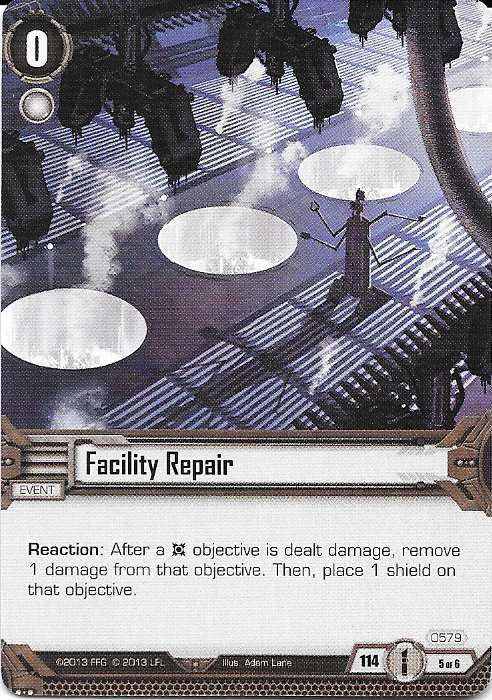 0
Facility Repair
EVENT
Reaction: After a objective is dealt damage, remove
1 damage from that objective. Then, place 1 shield on
that objective.
0579
©2013 FFG © 2013 LFL Illus. Adam Lane 114 5 of 6